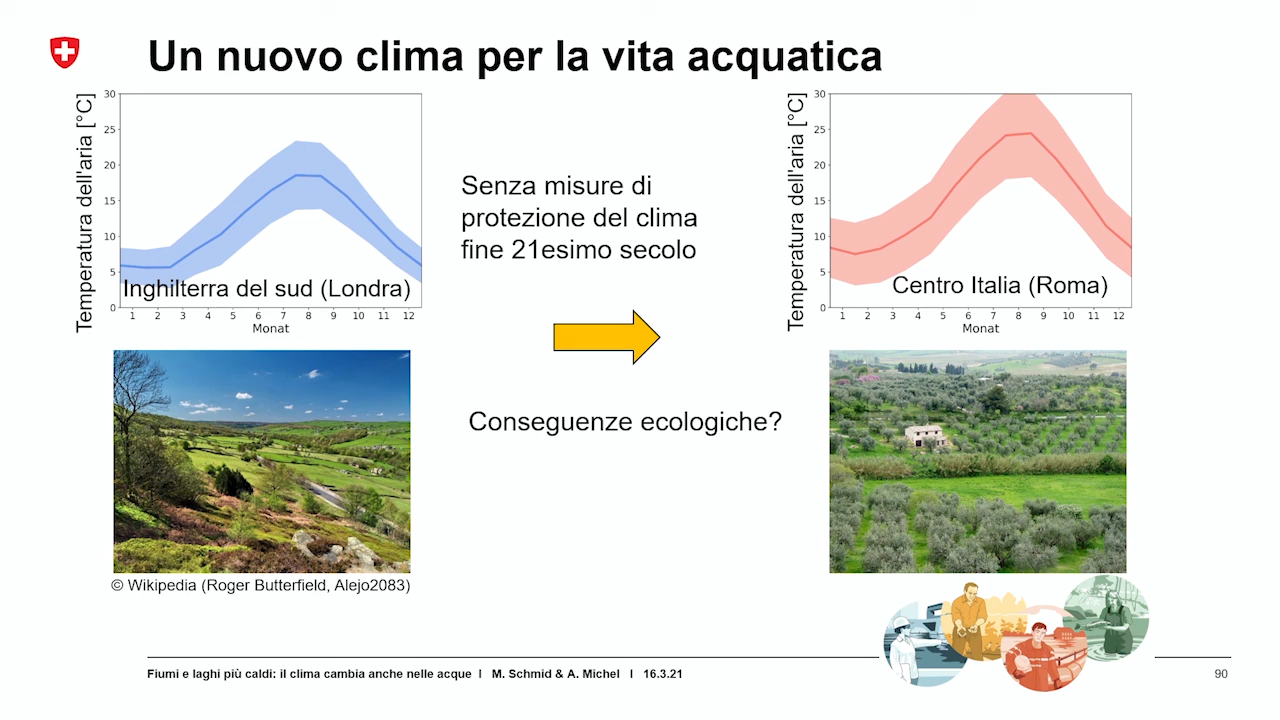 Un nuovo clima per la vita acquatica
Temperatura dell'aria [°C]
30
25
20
15
10
5
0
Inghilterra del sud (Londra)
1 2 3 4 5 6 7 8 9 10 11 12
Monat
Senza misure di
protezione del clima
fine 21esimo secolo
Temperatura dell'aria [°C]
30
25
20
15
10
5
0
Centro Italia (Roma)
1 2 3 4 5 6 7 8 9 10 11 12
Monat
Conseguenze ecologiche?
© Wikipedia (Roger Butterfield, Alejo2083)
Fiumi e laghi più caldi: il clima cambia anche nelle acque I M. Schmid & A. Michel I 16.3.21
90